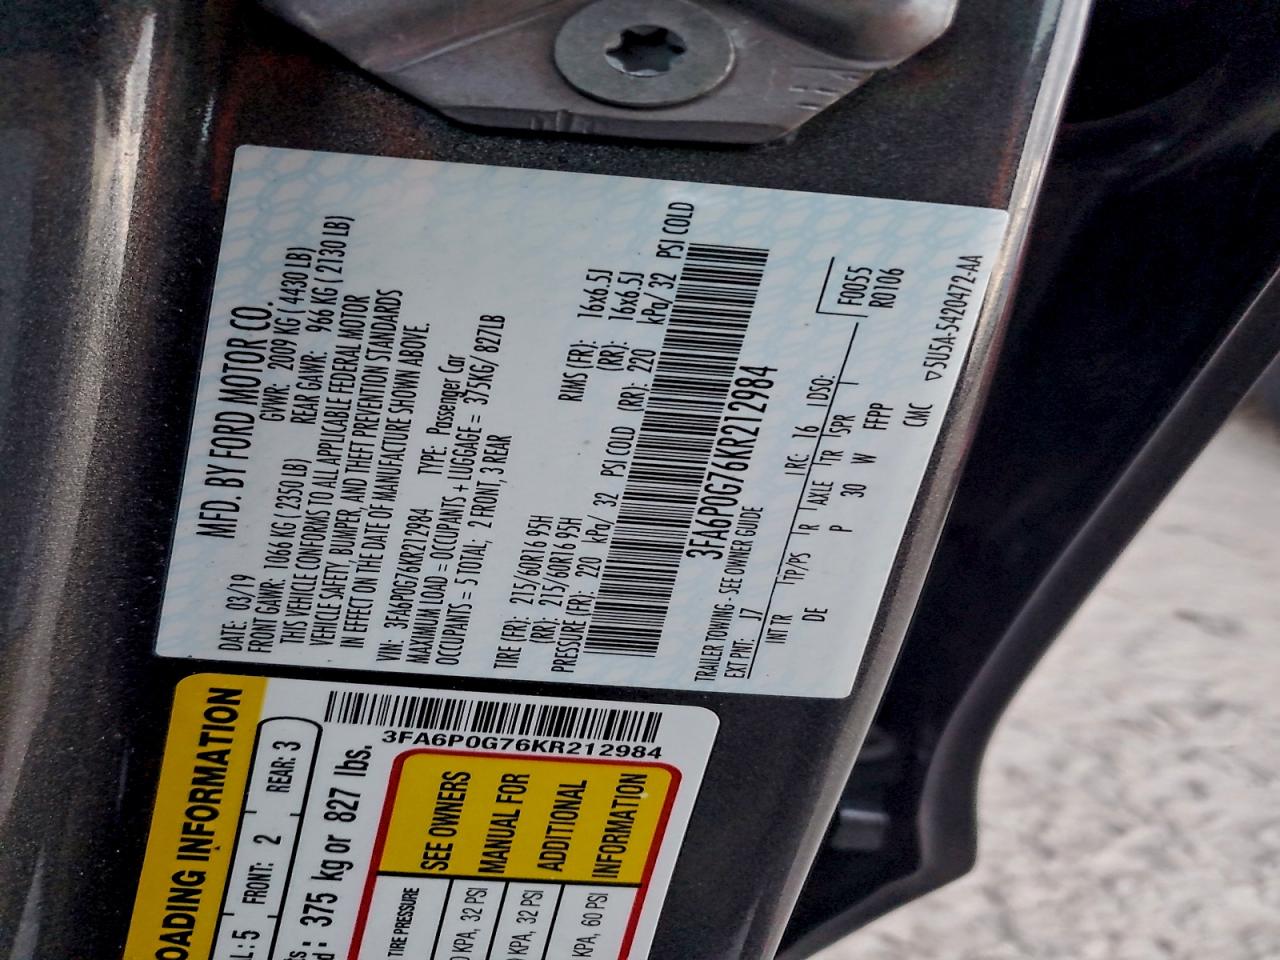 MFD. BY FORD MOTOR CO.
DATE: 03/19 GVWR: 2009 KG ( 4430 LB)
FRONT GAWR: 1066 KG ( 2350 LB) REAR GAWR: 966 KG ( 2130 LB)
THIS VEHICLE CONFORMS TO ALL APPLICABLE FEDERAL MOTOR
VEHICLE SAFETY, BUMPER, AND THEFT PREVENTION STANDARDS
IN EFFECT ON THE DATE OF MANUFACTURE SHOWN ABOVE.
VIN: 3FA6P0G76KR212984 TYPE: Passenger Car
MAXIMUM LOAD = OCCUPANTS + LUGGAGE = 375KG/ 827LB
OCCUPANTS = 5 TOTAL; 2 FRONT, 3 REAR
TIRE (FR): 215/60R16 95H RMS (FR): 16x6.5J
(RR): 215/60R16 95H (RR): 16x6.5J
PRESSURE (FR): 220 kPa/ 32 PSI COLD (RR): 220 kPa/ 32 PSI COLD
3FA6P0G76KR212984
TRAILER TOWING - SEE OWNER GUIDE
EXT PNT: J7 RC: 16 DSO: F0055
INT TR TP/PS R AXLE TR SPR R0106
DE P 30 W FFPP
CMC ▽5U5A-5420472-AA
OADING INFORMATION
L: 5 FRONT: 2 REAR: 3
375 kg or 827 lbs.
3FA6P0G76KR212984
TIRE PRESSURE
KPA, 32 PSI
KPA, 32 PSI
KPA, 60 PSI
SEE OWNERS
MANUAL FOR
ADDITIONAL
INFORMATION